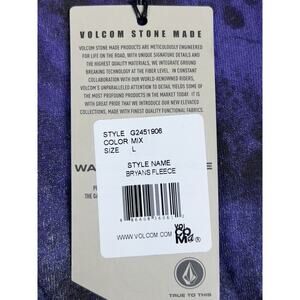 VOLCOM STONE MADE
VOLCOM STONE MADE PRODUCTS ARE METICULOUSLY ENGINEERED
FOR LIFE ON THE ROAD, WITH UNIQUE SIGNATURE DETAILS AND
THE HIGHEST QUALITY MATERIALS, WE INTEGRATE GROUND
BREAKING TECHNOLOGY AT THE FIBER LEVEL. IN CONSTANT
COLLABORATION WITH OUR WORLD-RENOWNED RIDERS,
VOLCOM'S UNPARALLELED ATTENTION TO DETAIL YIELDS SOME OF
THE MOST PROFOUND PRODUCTS IN THE MARKET TODAY. IT IS
WITH GREAT PRIDE THAT WE INTRODUCE OUR NEW ELEVATED
COLLECTIONS, MADE WITH FINEST QUALITY FUNCTIONAL FABRICS.
STYLE G2451906
COLOR MIX
SIZE L
STYLE NAME
BRYANS FLEECE
WWW.VOLCOM.COM
VOL
CO
M
TRUE TO THIS